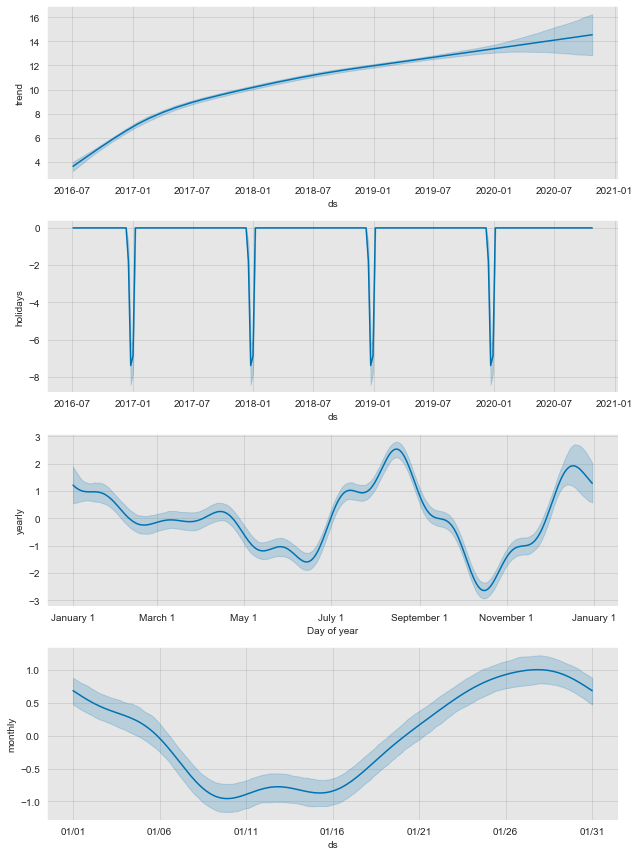 16
14
12
10
8
6
4
trend
2016-07 2017-01 2017-07 2018-01 2018-07 2019-01 2019-07 2020-01 2020-07 2021-01
ds
0
−2
−4
−6
−8
holidays
2016-07 2017-01 2017-07 2018-01 2018-07 2019-01 2019-07 2020-01 2020-07 2021-01
ds
3
2
1
0
−1
−2
−3
yearly
January 1 March 1 May 1 July 1 September 1 November 1 January 1
Day of year
1.0
0.5
0.0
−0.5
−1.0
monthly
01/01 01/06 01/11 01/16 01/21 01/26 01/31
ds